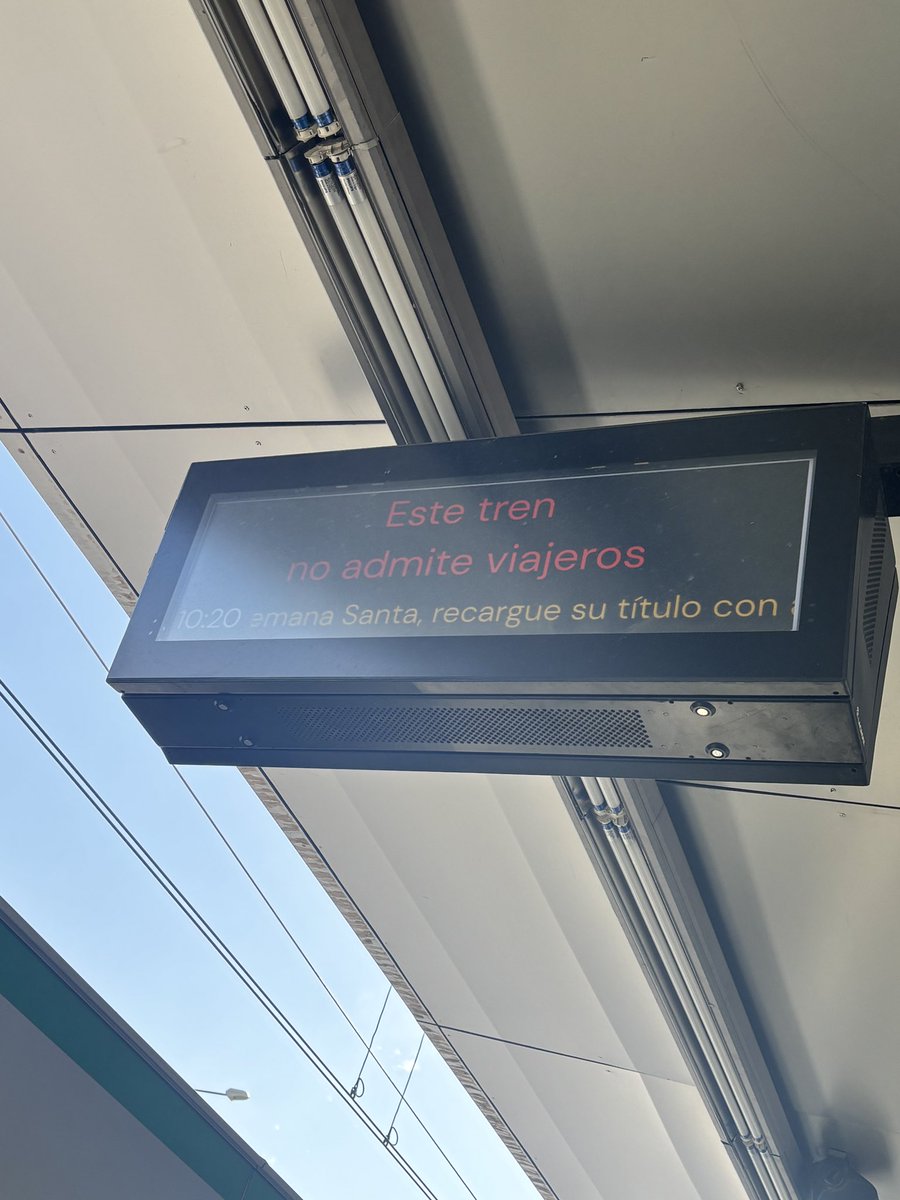 Este tren
no admite viajeros
10:20 emana Santa, recargue su título con